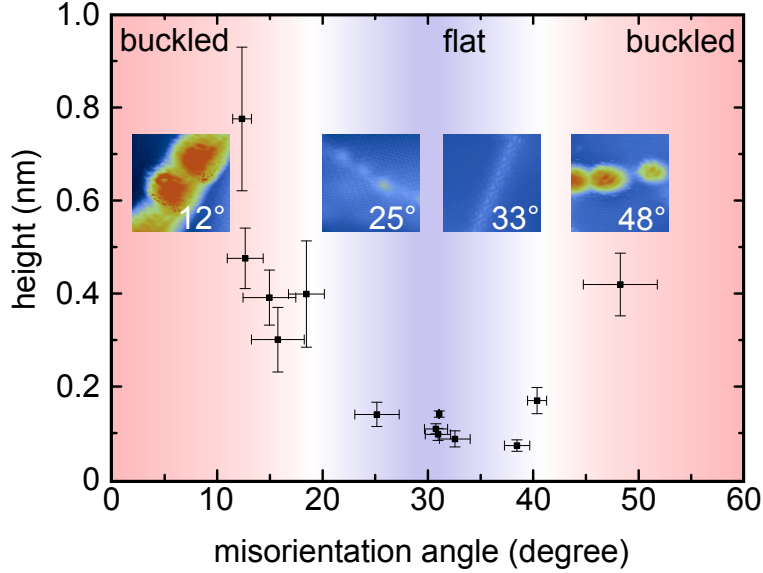 buckled flat buckled
1.0
0.8
0.6
0.4
0.2
0
height (nm)
12° 25° 33° 48°
0 10 20 30 40 50 60
misorientation angle (degree)